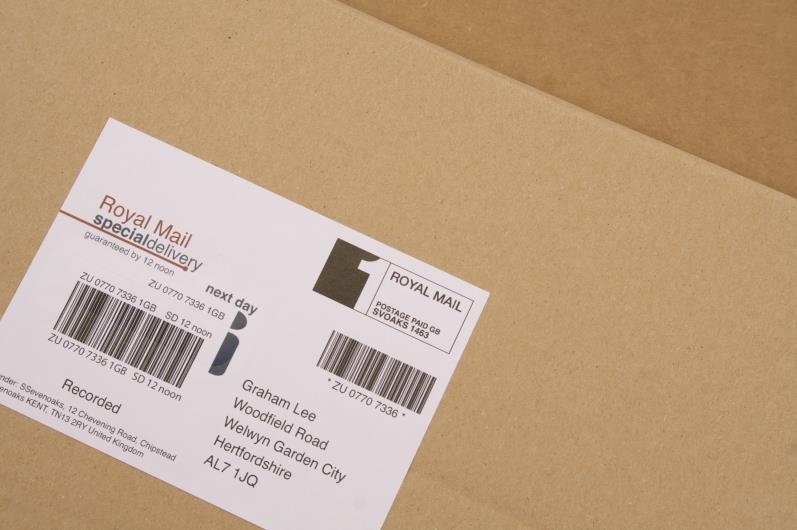 Royal Mail
specialdelivery
guaranteed by 12 noon
ZU 0770 7336 1GB
next day
ZU 0770 7336 1GB SD 12 noon
ZU 0770 7336 1GB SD 12 noon
Recorded
SSevenoaks, 12 Chevening Road, Chipstead
KENT, TN13 2RY United Kingdom
1
ROYAL MAIL
POSTAGE PAID GB
SVOAKS 1463
* ZU 0770 7336 *
Graham Lee
Woodfield Road
Welwyn Garden City
Hertfordshire
AL7 1JQ